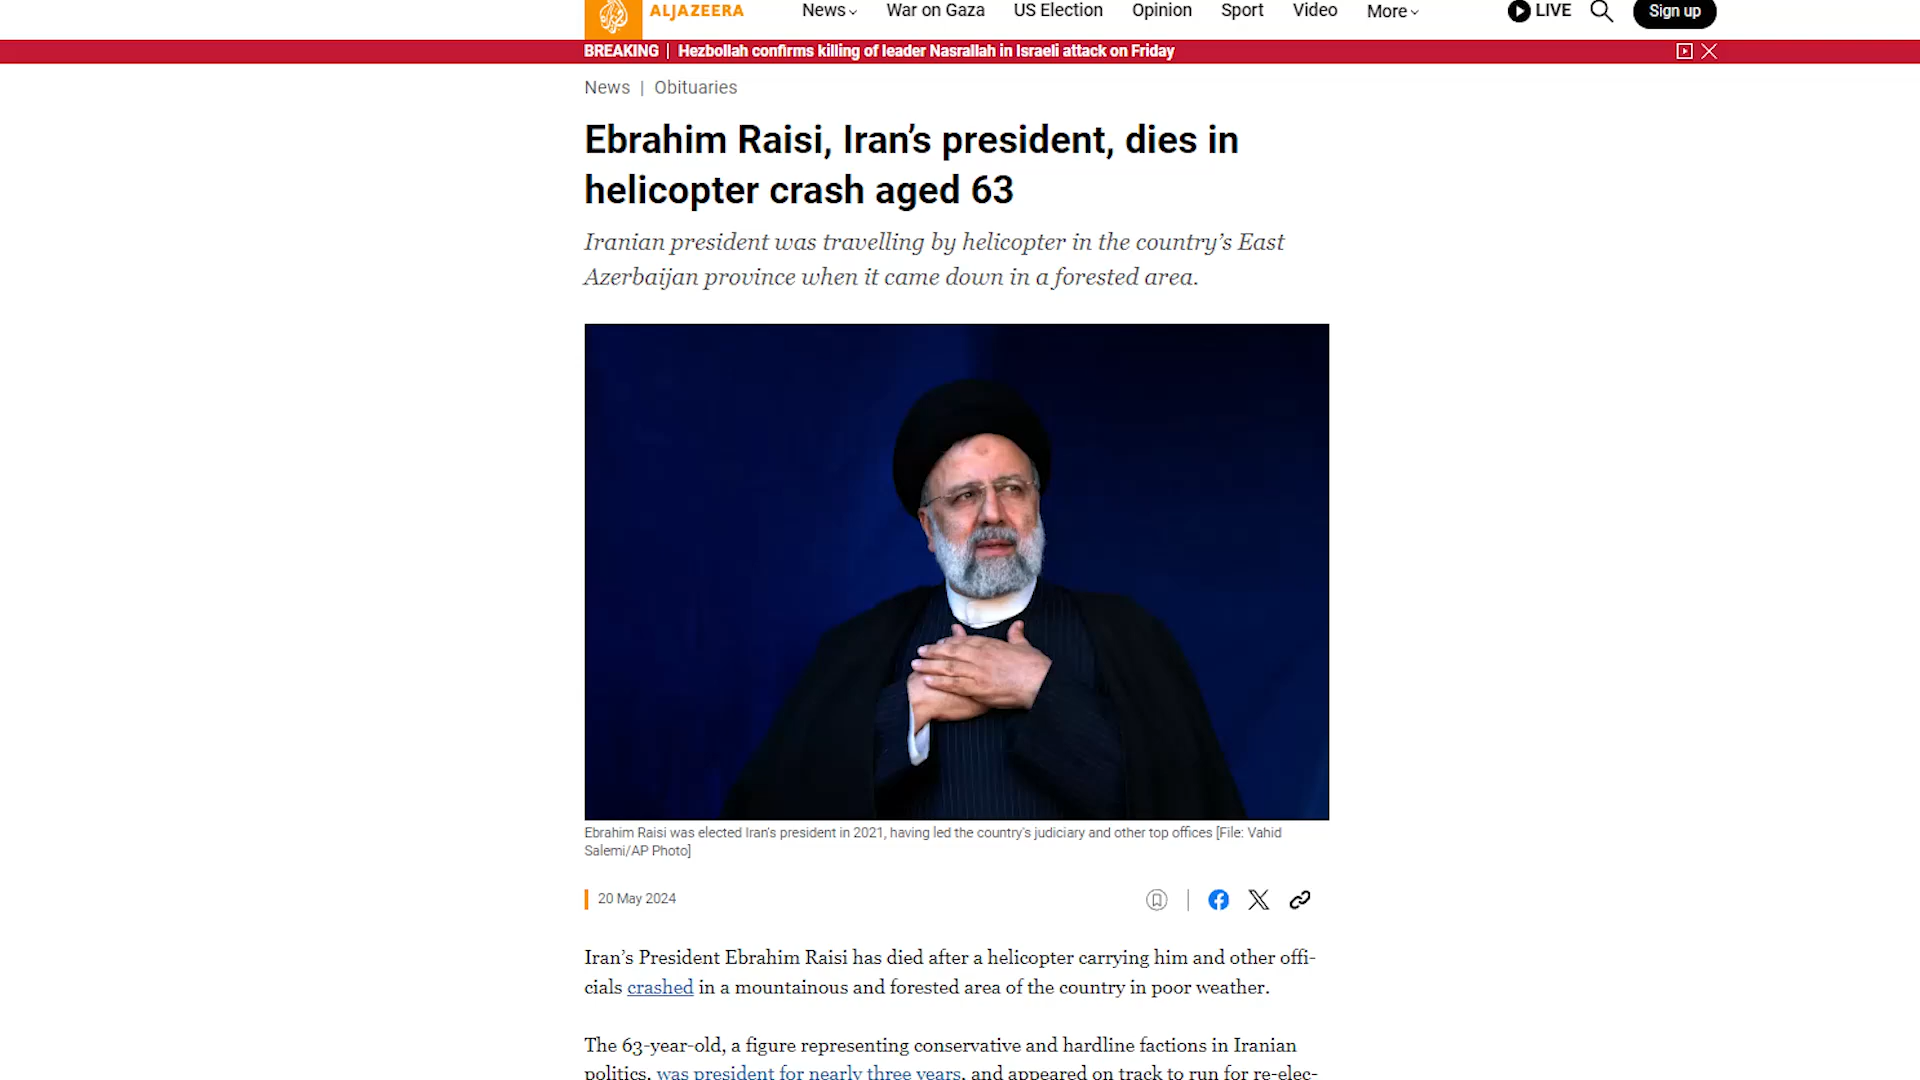 ALJAZEERA
News War on Gaza US Election Opinion Sport Video More LIVE Sign up
BREAKING | Hezbollah confirms killing of leader Nasrallah in Israeli attack on Friday
News | Obituaries
Ebrahim Raisi, Iran’s president, dies in
helicopter crash aged 63
Iranian president was travelling by helicopter in the country’s East
Azerbaijan province when it came down in a forested area.
Ebrahim Raisi was elected Iran's president in 2021, having led the country's judiciary and other top offices [File: Vahid
Salemi/AP Photo]
20 May 2024
Iran’s President Ebrahim Raisi has died after a helicopter carrying him and other offi-
cials crashed in a mountainous and forested area of the country in poor weather.
The 63-year-old, a figure representing conservative and hardline factions in Iranian
politics, was president for nearly three years, and appeared on track to run for re-elec-